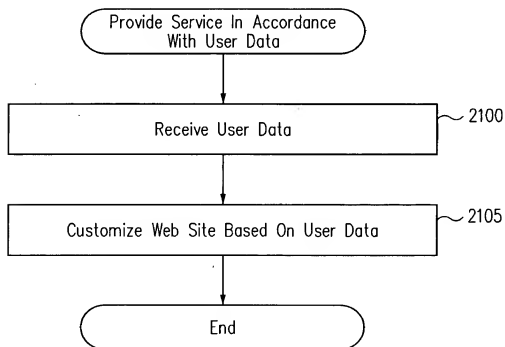 Provide Service In Accordance
With User Data
Receive User Data
2100
Customize Web Site Based On User Data
2105
End